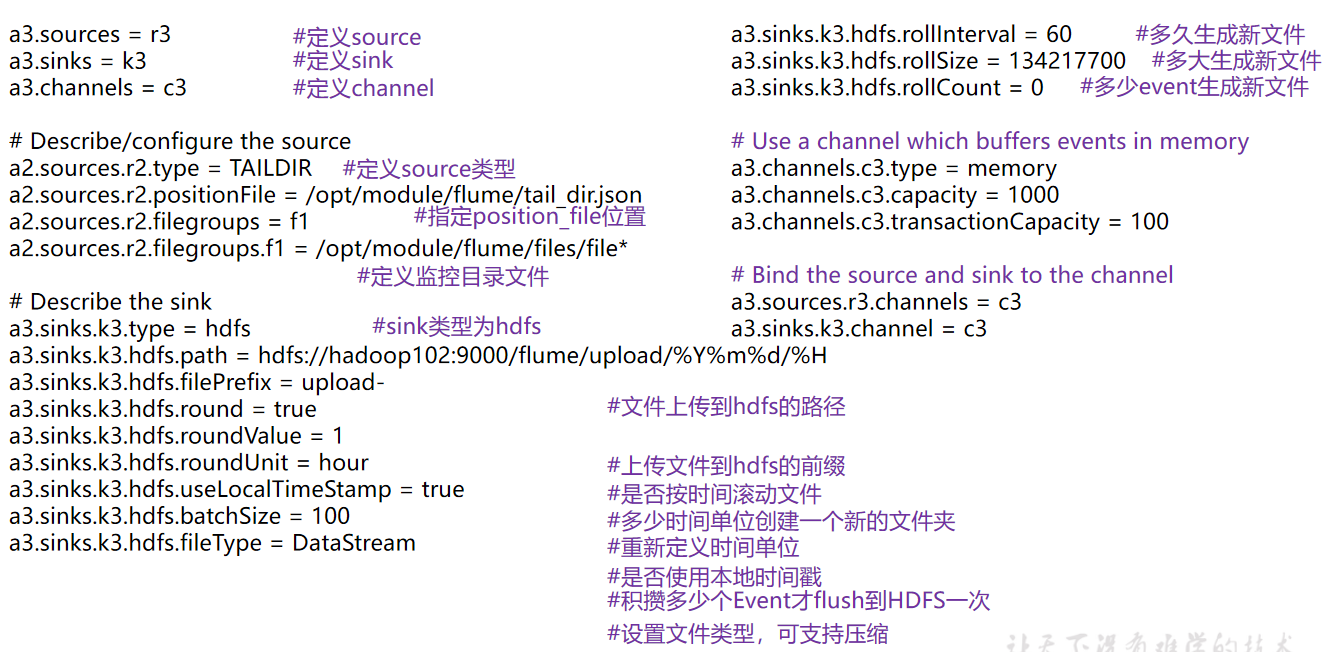 a3.sources = r3 #定义source
a3.sinks = k3 #定义sink
a3.channels = c3 #定义channel
# Describe/configure the source
a2.sources.r2.type = TAILDIR #定义source类型
a2.sources.r2.positionFile = /opt/module/flume/tail_dir.json
a2.sources.r2.filegroups = f1 #指定position_file位置
a2.sources.r2.filegroups.f1 = /opt/module/flume/files/file*
#定义监控目录文件
# Describe the sink
a3.sinks.k3.type = hdfs #sink类型为hdfs
a3.sinks.k3.hdfs.path = hdfs://hadoop102:9000/flume/upload/%Y%m%d/%H
a3.sinks.k3.hdfs.filePrefix = upload-
a3.sinks.k3.hdfs.round = true
a3.sinks.k3.hdfs.roundValue = 1
a3.sinks.k3.hdfs.roundUnit = hour
a3.sinks.k3.hdfs.useLocalTimeStamp = true
a3.sinks.k3.hdfs.batchSize = 100
a3.sinks.k3.hdfs.fileType = DataStream
#文件上传到hdfs的路径
#上传文件到hdfs的前缀
#是否按时间滚动文件
#多少时间单位创建一个新的文件夹
#重新定义时间单位
#是否使用本地时间戳
#积攒多少个Event才flush到HDFS一次
#设置文件类型，可支持压缩
a3.sinks.k3.hdfs.rollInterval = 60 #多久生成新文件
a3.sinks.k3.hdfs.rollSize = 134217700 #多大生成新文件
a3.sinks.k3.hdfs.rollCount = 0 #多少event生成新文件
# Use a channel which buffers events in memory
a3.channels.c3.type = memory
a3.channels.c3.capacity = 1000
a3.channels.c3.transactionCapacity = 100
# Bind the source and sink to the channel
a3.sources.r3.channels = c3
a3.sinks.k3.channel = c3
让天下没有难学的技术